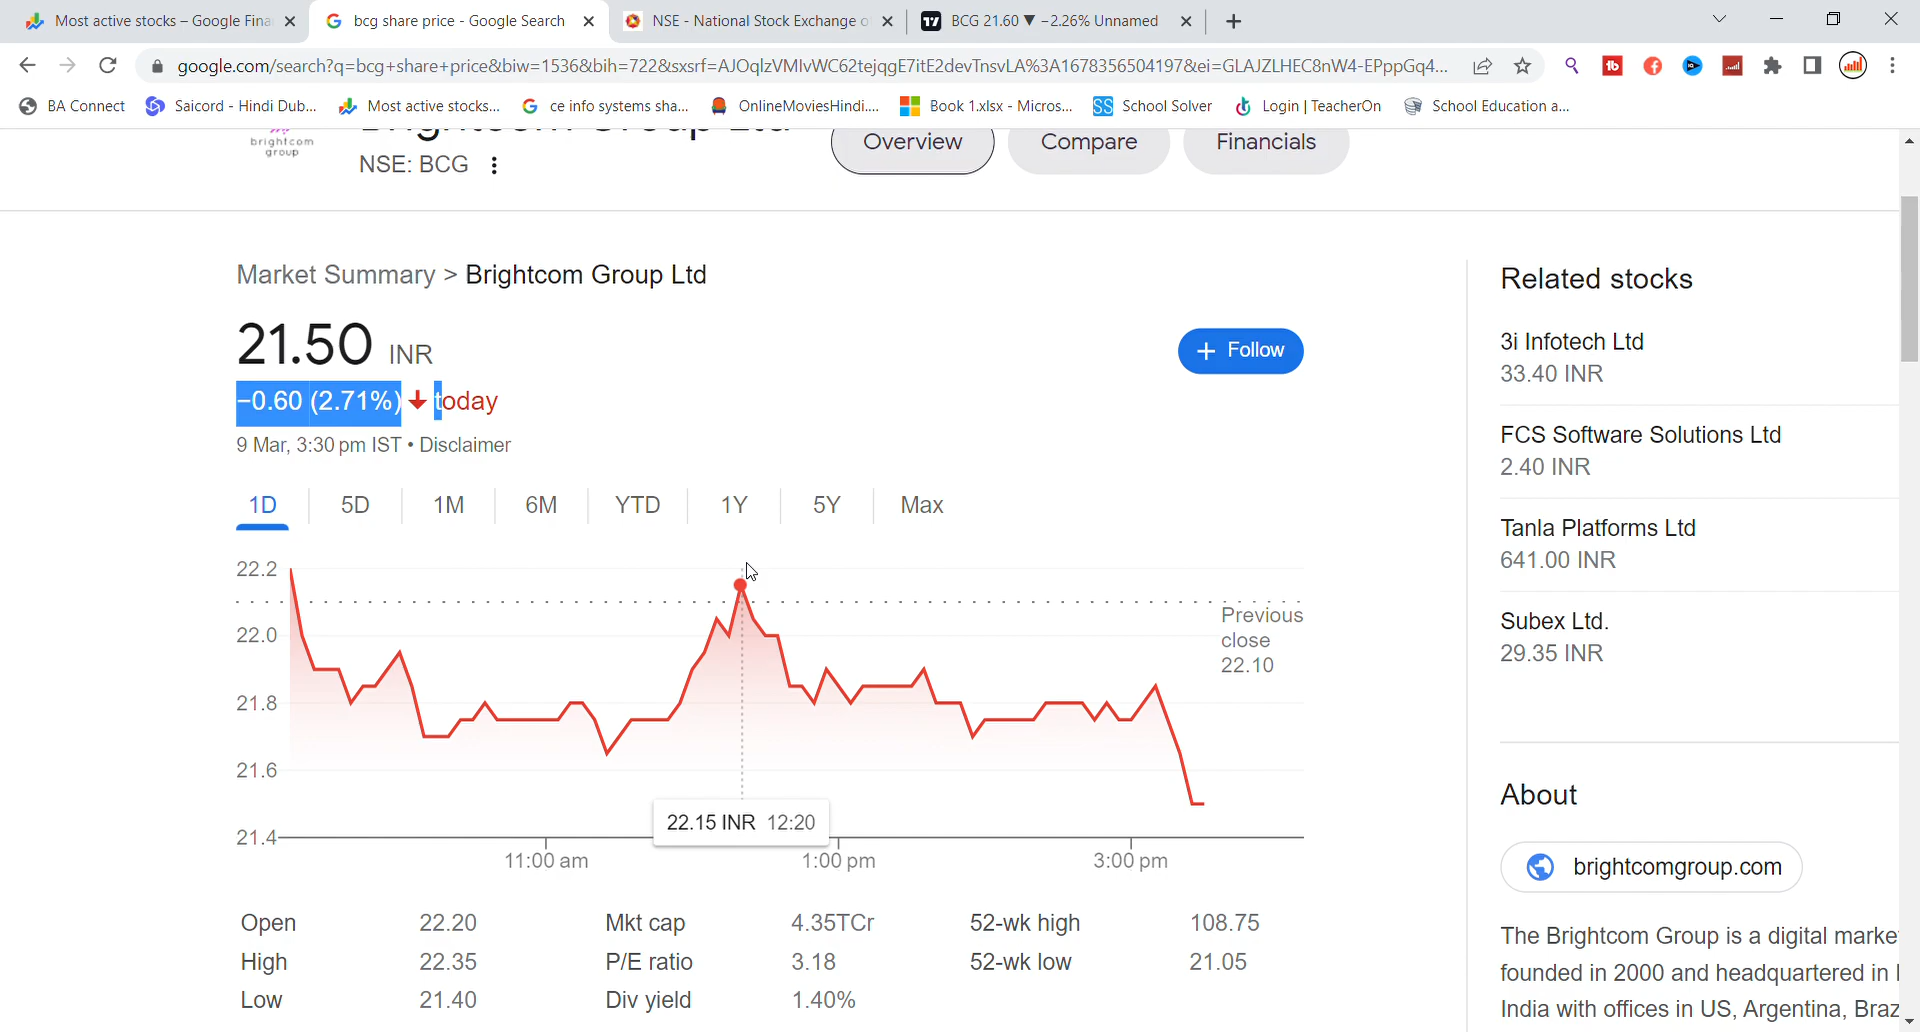 Most active stocks – Google Fina
bcg share price - Google Search
NSE - National Stock Exchange o
BCG 21.60 ▼ −2.26% Unnamed
google.com/search?q=bcg+share+price&biw=1536&bih=722&sxsrf=AJOqlzVMIvWC62tejqgE7itE2devTnsvLA%3A1678356504197&ei=GLAJZLHEC8nW4-EPppGq4...
BA Connect
Saicord - Hindi Dub...
Most active stocks...
ce info systems sha...
OnlineMoviesHindi....
Book 1.xlsx - Micros...
School Solver
Login | TeacherOn
School Education a...
brightcom
group
Brightcom Group Ltd
NSE: BCG
Overview
Compare
Financials
Market Summary > Brightcom Group Ltd
21.50 INR
+ Follow
−0.60 (2.71%) ↓ today
9 Mar, 3:30 pm IST • Disclaimer
1D 5D 1M 6M YTD 1Y 5Y Max
22.2
22.0
21.8
21.6
21.4
Previous
close
22.10
22.15 INR 12:20
11:00 am 1:00 pm 3:00 pm
Open 22.20 Mkt cap 4.35TCr 52-wk high 108.75
High 22.35 P/E ratio 3.18 52-wk low 21.05
Low 21.40 Div yield 1.40%
Related stocks
3i Infotech Ltd
33.40 INR
FCS Software Solutions Ltd
2.40 INR
Tanla Platforms Ltd
641.00 INR
Subex Ltd.
29.35 INR
About
brightcomgroup.com
The Brightcom Group is a digital marke
founded in 2000 and headquartered in
India with offices in US, Argentina, Braz